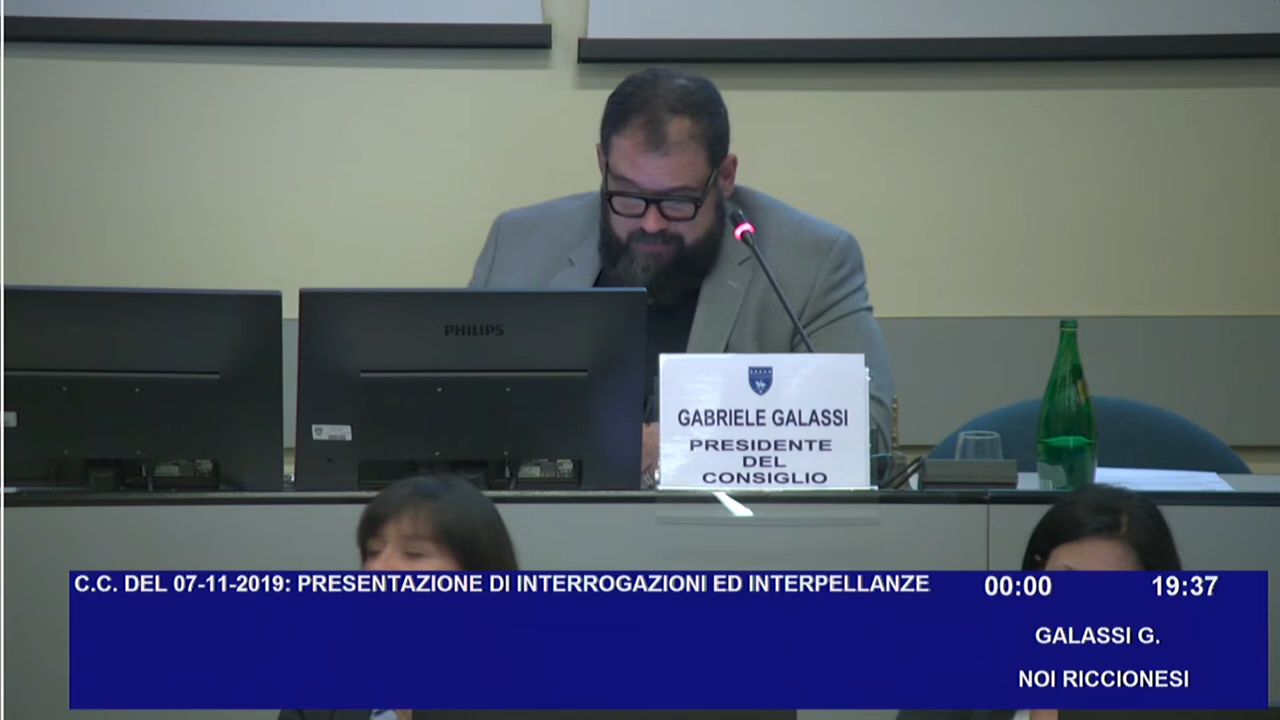 PHILIPS
GABRIELE GALASSI
PRESIDENTE
DEL
CONSIGLIO
C.C. DEL 07-11-2019: PRESENTAZIONE DI INTERROGAZIONI ED INTERPELLANZE 00:00 19:37
GALASSI G.
NOI RICCIONESI